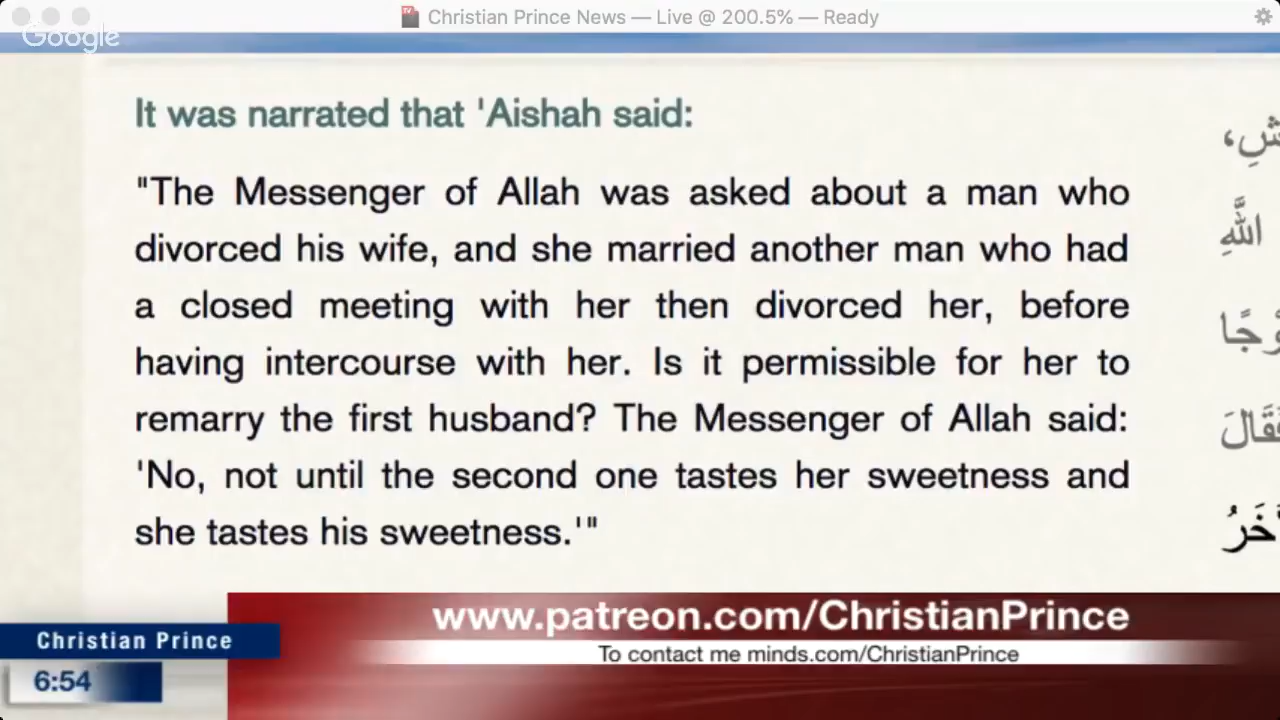 Christian Prince News — Live @ 200.5% — Ready
Google
It was narrated that 'Aishah said:
"The Messenger of Allah was asked about a man who
divorced his wife, and she married another man who had
a closed meeting with her then divorced her, before
having intercourse with her. Is it permissible for her to
remarry the first husband? The Messenger of Allah said:
'No, not until the second one tastes her sweetness and
she tastes his sweetness.'"
اللَّهِ
www.patreon.com/ChristianPrince
To contact me minds.com/ChristianPrince
Christian Prince
6:54